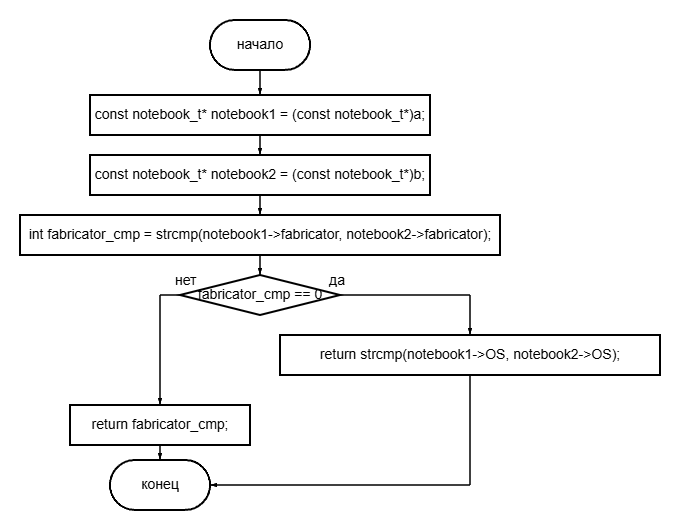 начало
const notebook_t* notebook1 = (const notebook_t*)a;
const notebook_t* notebook2 = (const notebook_t*)b;
int fabricator_cmp = strcmp(notebook1->fabricator, notebook2->fabricator);
нет
да
fabricator_cmp == 0
return strcmp(notebook1->OS, notebook2->OS);
return fabricator_cmp;
конец